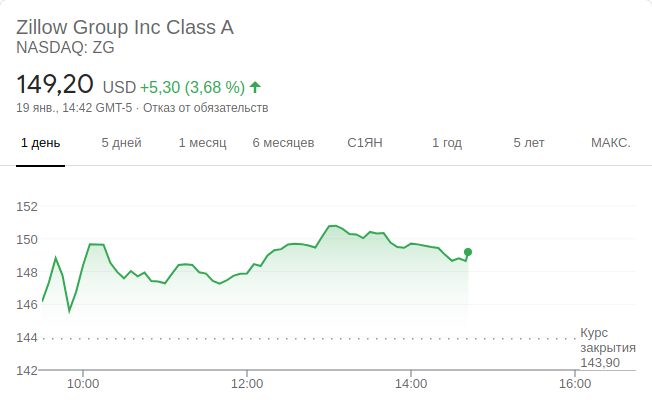 Zillow Group Inc Class A
NASDAQ: ZG
149,20 USD +5,30 (3,68 %)
19 янв., 14:42 GMT-5 · Отказ от обязательств
1 день 5 дней 1 месяц 6 месяцев С1ЯН 1 год 5 лет МАКС.
152
150
148
146
144
Курс
закрытия
143,90
142
10:00 12:00 14:00 16:00